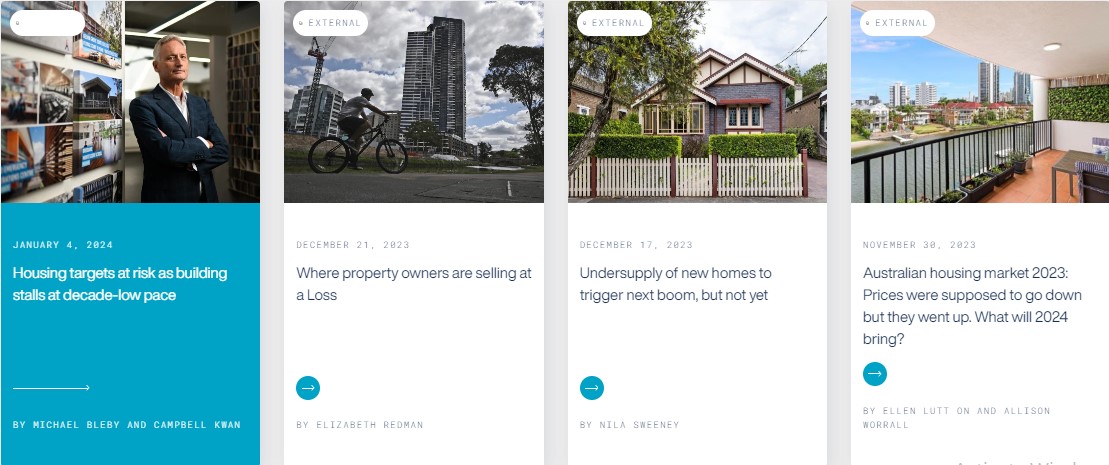 EXTERNAL
EXTERNAL
EXTERNAL
JANUARY 4, 2024
Housing targets at risk as building
stalls at decade-low pace
BY MICHAEL BLEBY AND CAMPBELL KWAN
DECEMBER 21, 2023
Where property owners are selling at
a Loss
BY ELIZABETH REDMAN
DECEMBER 17, 2023
Undersupply of new homes to
trigger next boom, but not yet
BY NILA SWEENEY
NOVEMBER 30, 2023
Australian housing market 2023:
Prices were supposed to go down
but they went up. What will 2024
bring?
BY ELLEN LUTT ON AND ALLISON
WORRALL